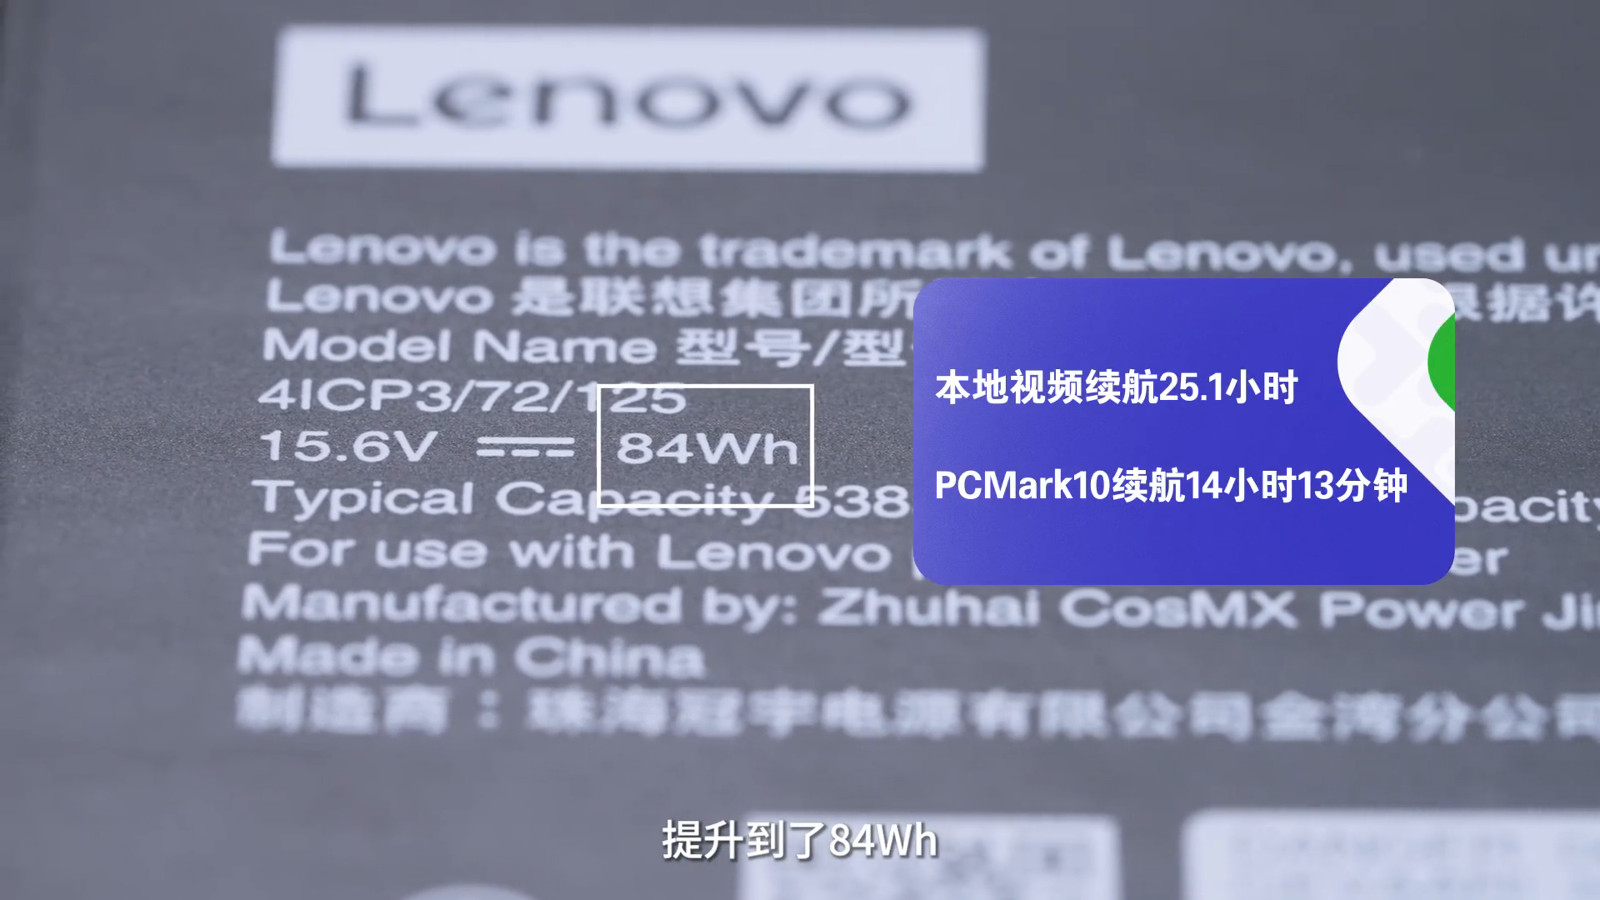 Lenovo
Lenovo is the trademark of Lenovo, used
Lenovo 是联想集团所 根据许
Model Name 型号/型
4ICP3/72/125
15.6V 84Wh
Typical Capacity 538
For use with Lenovo
Manufactured by: Zhuhai CosMX Power
Made in China
制造商：珠海冠宇电源有限公司金湾分公司
本地视频续航25.1小时
PCMark10续航14小时13分钟
提升到了84Wh